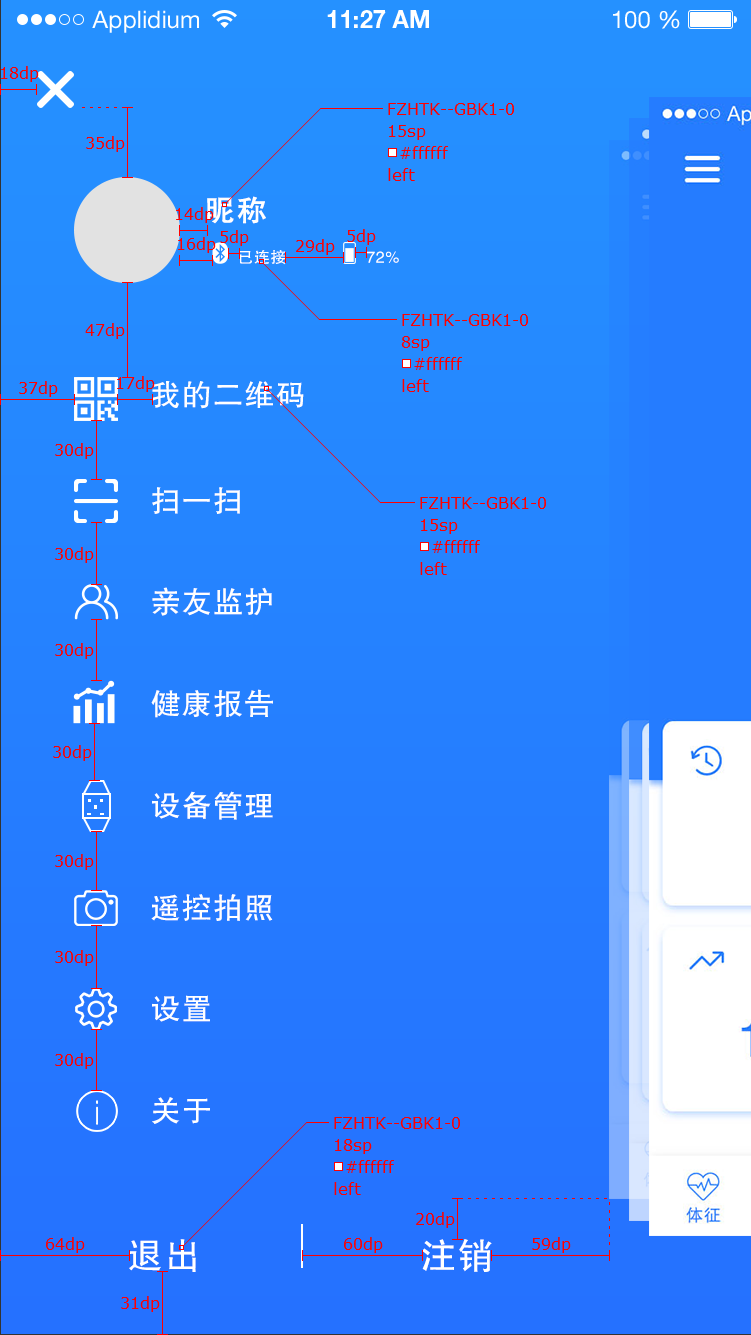 Applidium 11:27 AM 100 %
18dp
FZHTK--GBK1-0
15sp
#ffffff
left
35dp
Ap
昵称
14dp
16dp
5dp
已连接
29dp
5dp
72%
47dp
FZHTK--GBK1-0
8sp
#ffffff
left
37dp
17dp
我的二维码
30dp
FZHTK--GBK1-0
15sp
#ffffff
left
扫一扫
30dp
亲友监护
30dp
健康报告
30dp
设备管理
30dp
遥控拍照
30dp
设置
30dp
关于
FZHTK--GBK1-0
18sp
#ffffff
left
体征
20dp
64dp
退出
60dp
注销
59dp
31dp